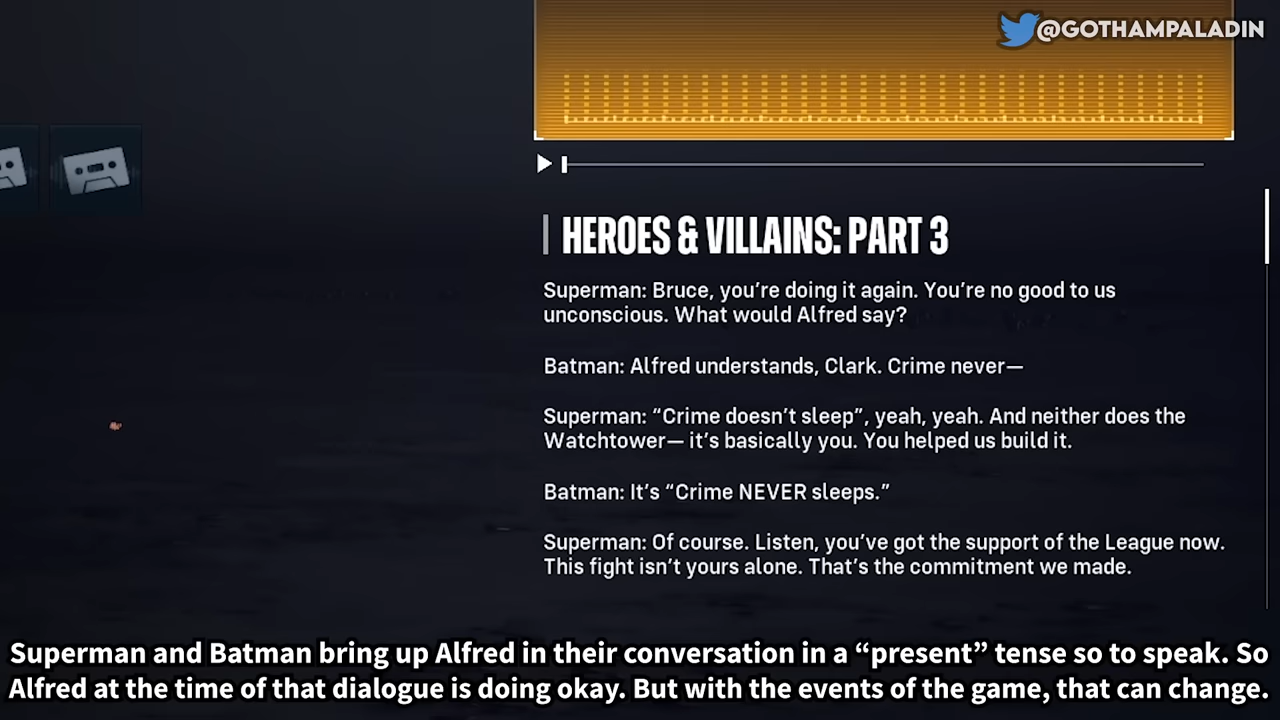 @GOTHAMPALADIN
HEROES & VILLAINS: PART 3
Superman: Bruce, you’re doing it again. You’re no good to us
unconscious. What would Alfred say?
Batman: Alfred understands, Clark. Crime never—
Superman: “Crime doesn’t sleep”, yeah, yeah. And neither does the
Watchtower— it’s basically you. You helped us build it.
Batman: It’s “Crime NEVER sleeps.”
Superman: Of course. Listen, you’ve got the support of the League now.
This fight isn’t yours alone. That’s the commitment we made.
Superman and Batman bring up Alfred in their conversation in a “present” tense so to speak. So
Alfred at the time of that dialogue is doing okay. But with the events of the game, that can change.